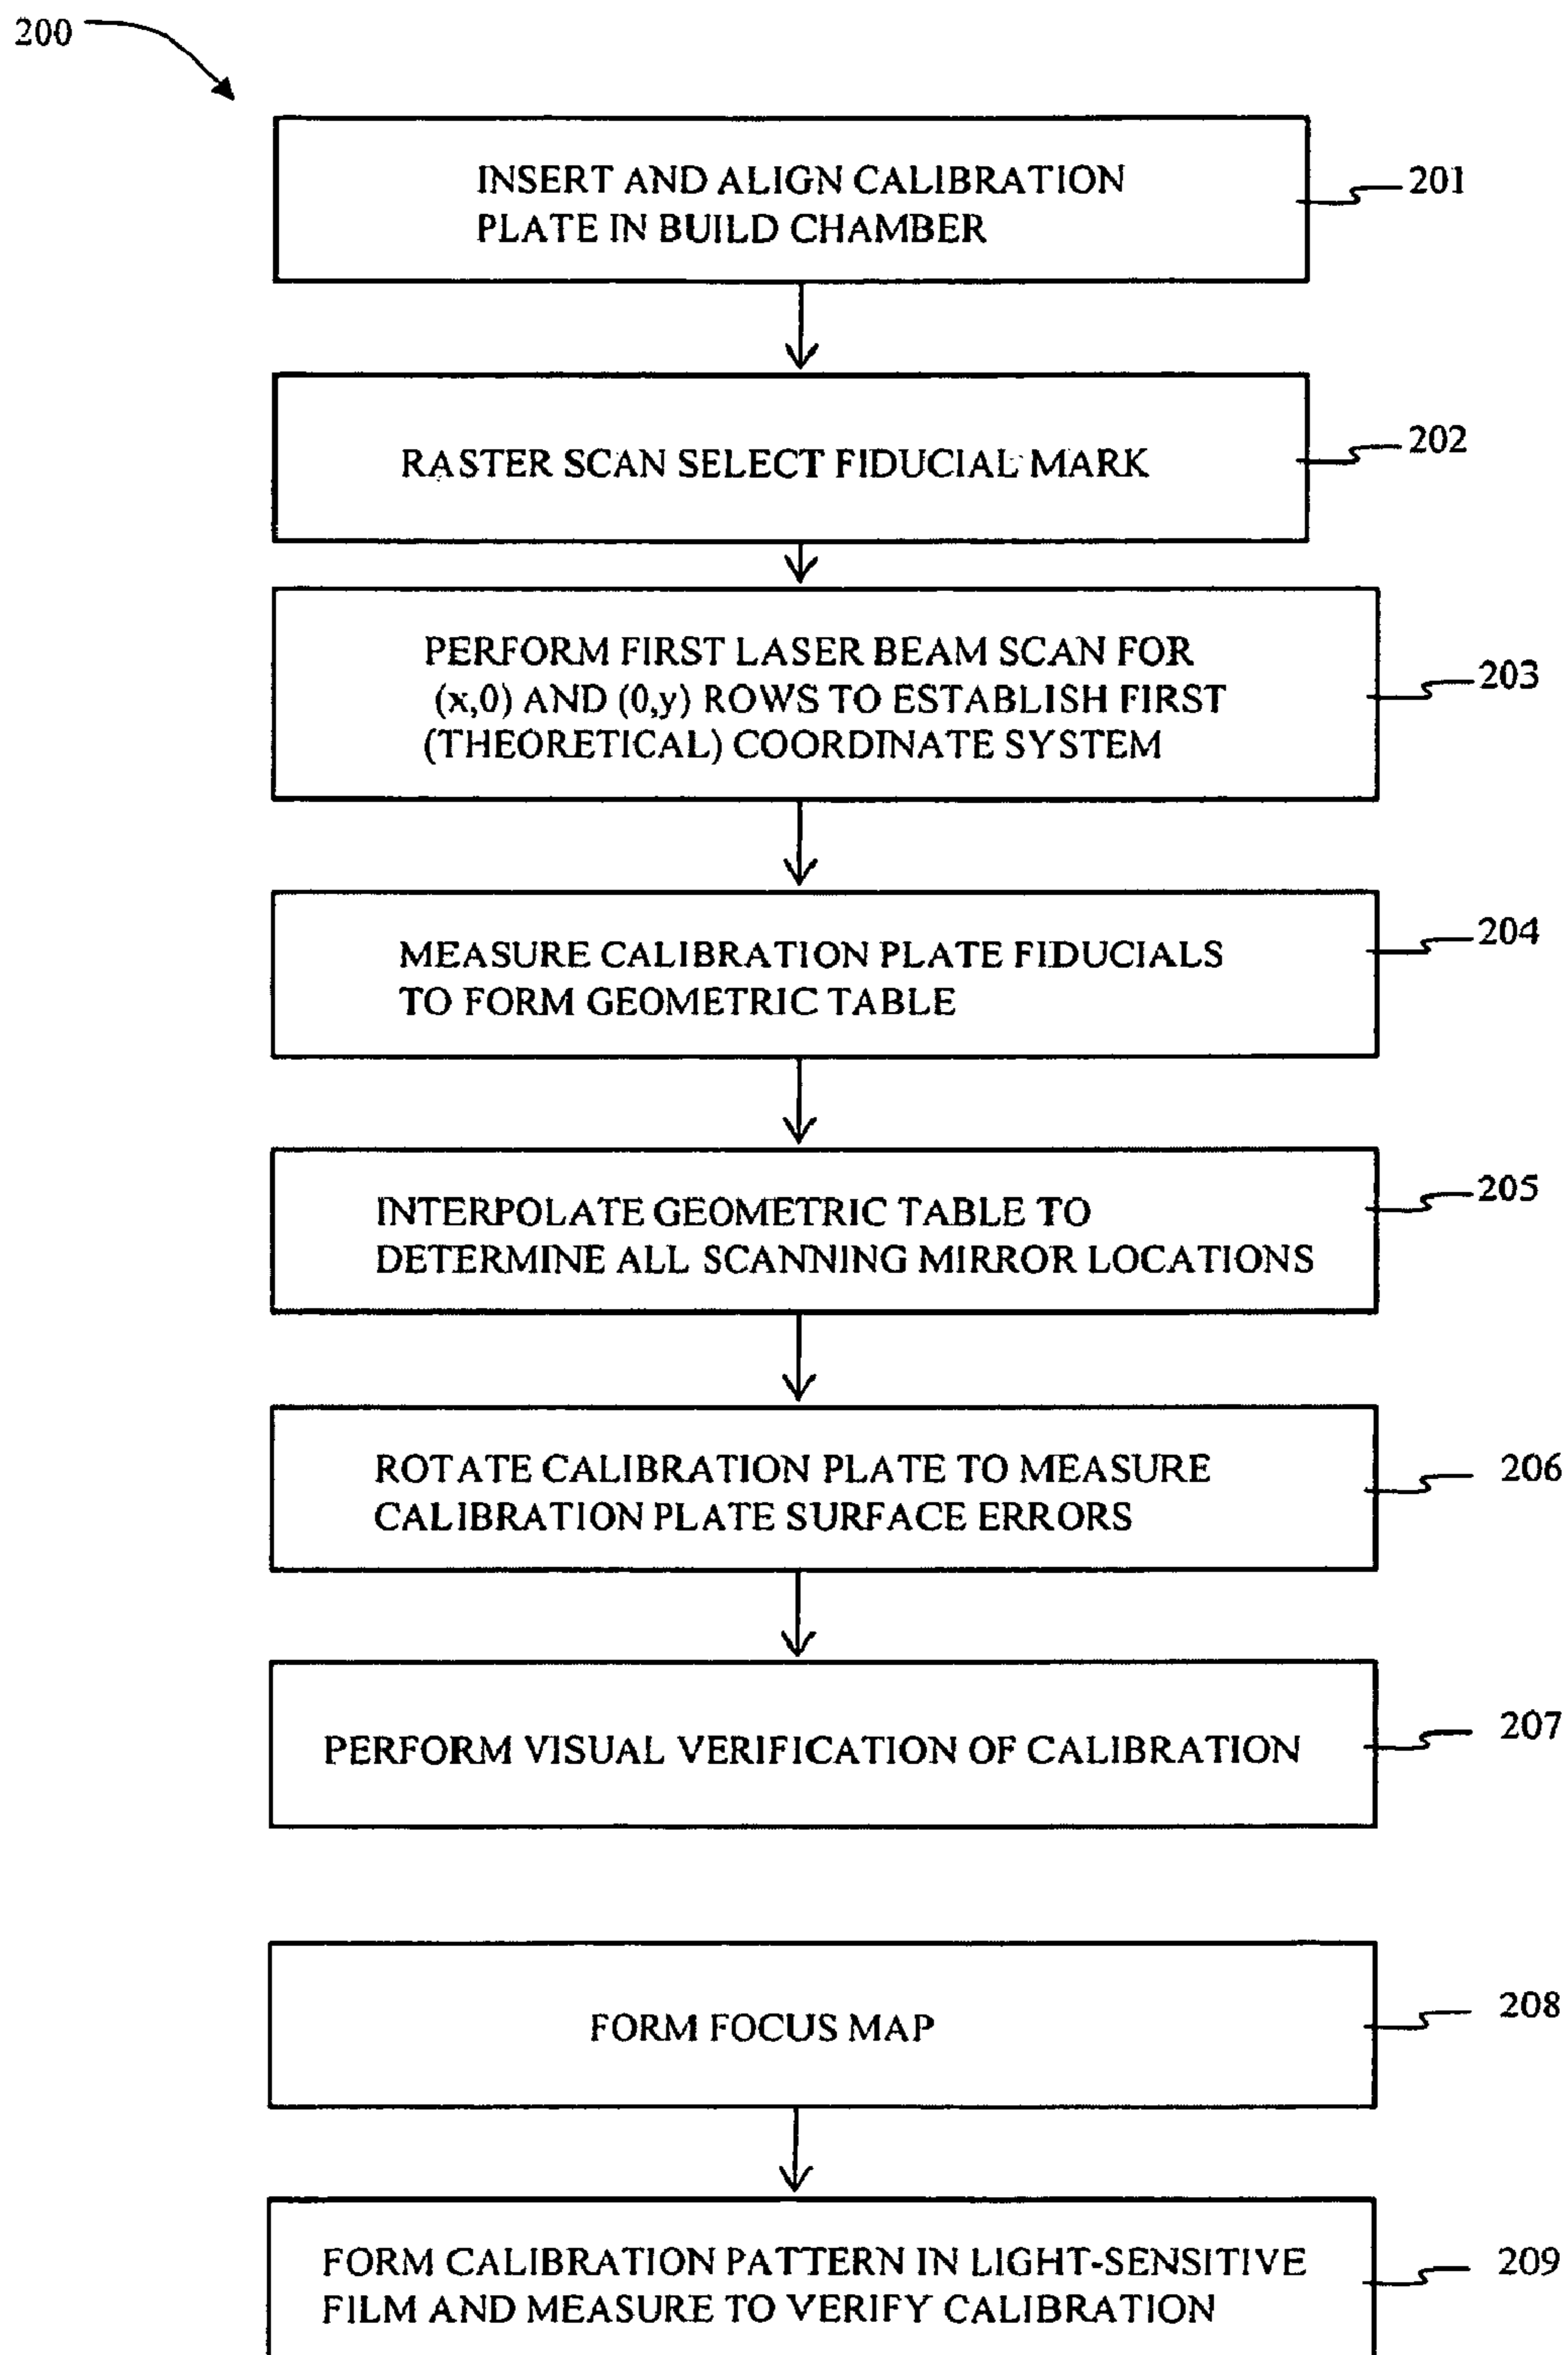 200
INSERT AND ALIGN CALIBRATION
PLATE IN BUILD CHAMBER
201
RASTER SCAN SELECT FIDUCIAL MARK
202
PERFORM FIRST LASER BEAM SCAN FOR
(x,0) AND (0,y) ROWS TO ESTABLISH FIRST
(THEORETICAL) COORDINATE SYSTEM
203
MEASURE CALIBRATION PLATE FIDUCIALS
TO FORM GEOMETRIC TABLE
204
INTERPOLATE GEOMETRIC TABLE TO
DETERMINE ALL SCANNING MIRROR LOCATIONS
205
ROTATE CALIBRATION PLATE TO MEASURE
CALIBRATION PLATE SURFACE ERRORS
206
PERFORM VISUAL VERIFICATION OF CALIBRATION
207
FORM FOCUS MAP
208
FORM CALIBRATION PATTERN IN LIGHT-SENSITIVE
FILM AND MEASURE TO VERIFY CALIBRATION
209